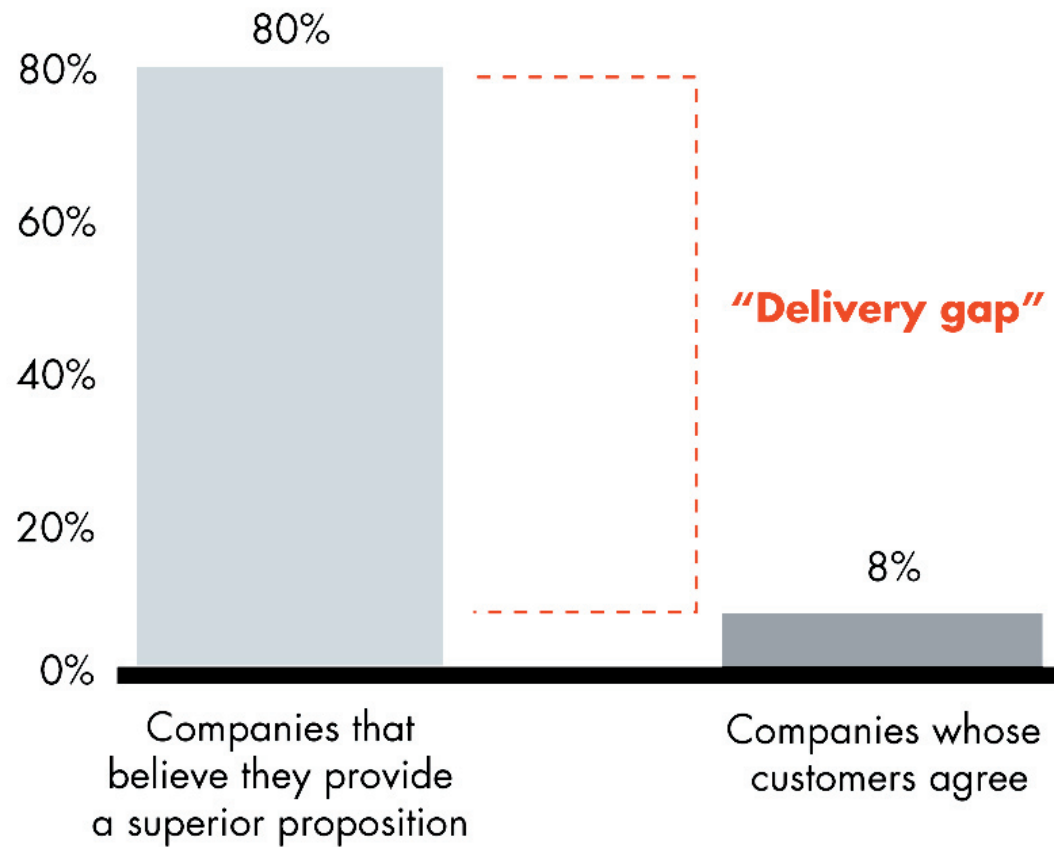 80%
80%
60%
“Delivery gap”
40%
20%
8%
0%
Companies that
believe they provide
a superior proposition
Companies whose
customers agree